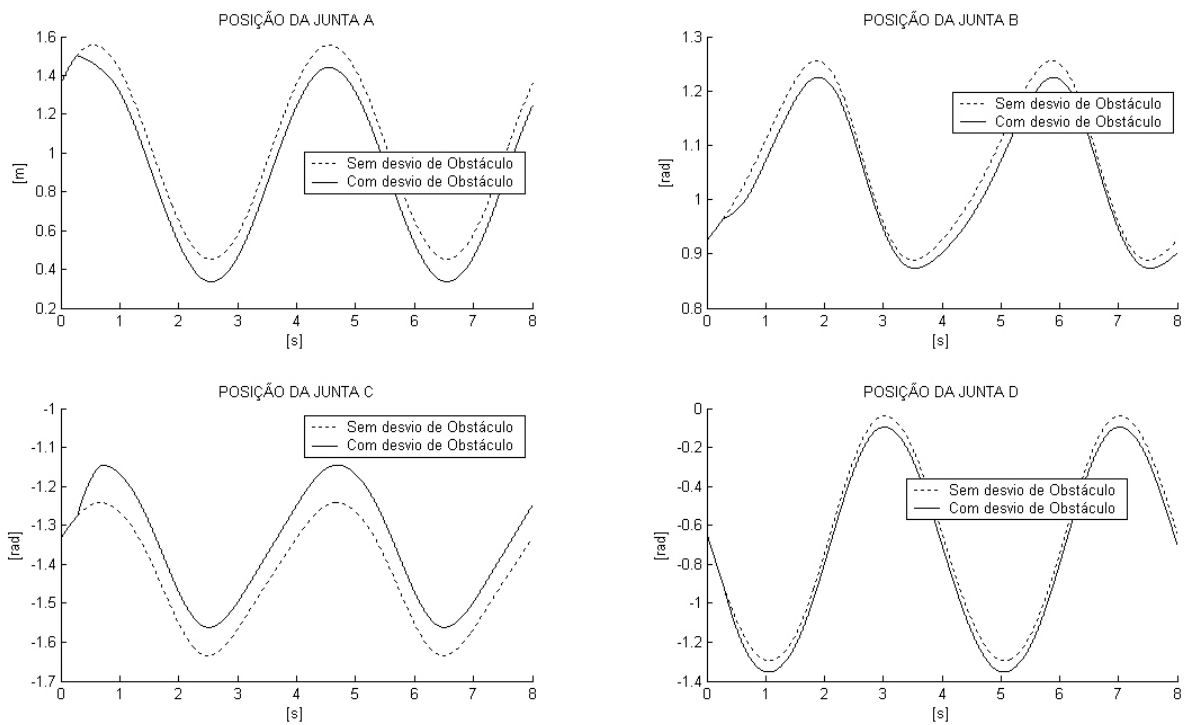 POSIÇÃO DA JUNTA A
1.6
1.4
1.2
1
0.8
0.6
0.4
0.2
[m]
0 1 2 3 4 5 6 7 8
[s]
Sem desvio de Obstáculo
Com desvio de Obstáculo
POSIÇÃO DA JUNTA B
1.3
1.2
1.1
1
0.9
0.8
[rad]
0 1 2 3 4 5 6 7 8
[s]
Sem desvio de Obstáculo
Com desvio de Obstáculo
POSIÇÃO DA JUNTA C
-1
-1.1
-1.2
-1.3
-1.4
-1.5
-1.6
-1.7
[rad]
0 1 2 3 4 5 6 7 8
[s]
Sem desvio de Obstáculo
Com desvio de Obstáculo
POSIÇÃO DA JUNTA D
0
-0.2
-0.4
-0.6
-0.8
-1
-1.2
-1.4
[rad]
0 1 2 3 4 5 6 7 8
[s]
Sem desvio de Obstáculo
Com desvio de Obstáculo